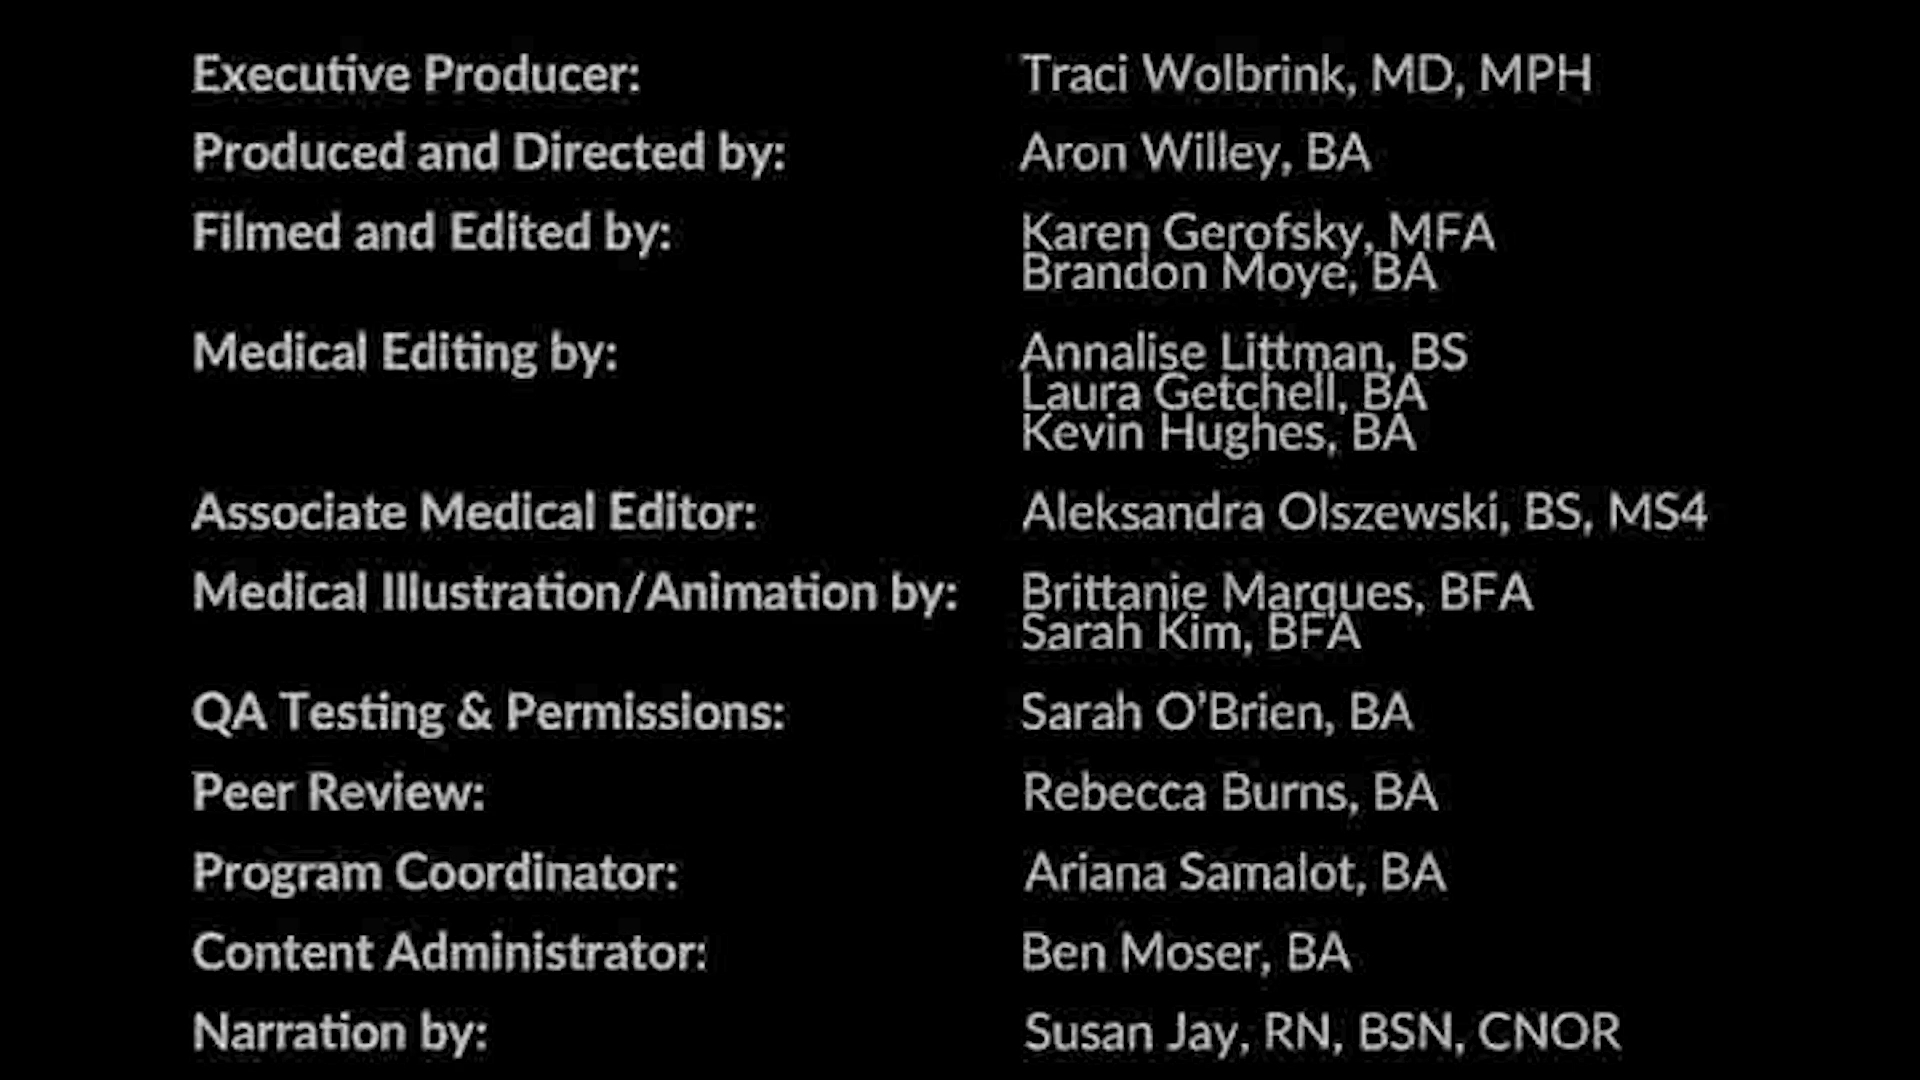 Executive Producer: Traci Wolbrink, MD, MPH
Produced and Directed by: Aron Willey, BA
Filmed and Edited by: Karen Gerofsky, MFA
Brandon Moye, BA
Medical Editing by: Annalise Littman, BS
Laura Getchell, BA
Kevin Hughes, BA
Associate Medical Editor: Aleksandra Olszewski, BS, MS4
Medical Illustration/Animation by: Brittanie Marques, BFA
Sarah Kim, BFA
QA Testing & Permissions: Sarah O’Brien, BA
Peer Review: Rebecca Burns, BA
Program Coordinator: Ariana Samalot, BA
Content Administrator: Ben Moser, BA
Narration by: Susan Jay, RN, BSN, CNOR